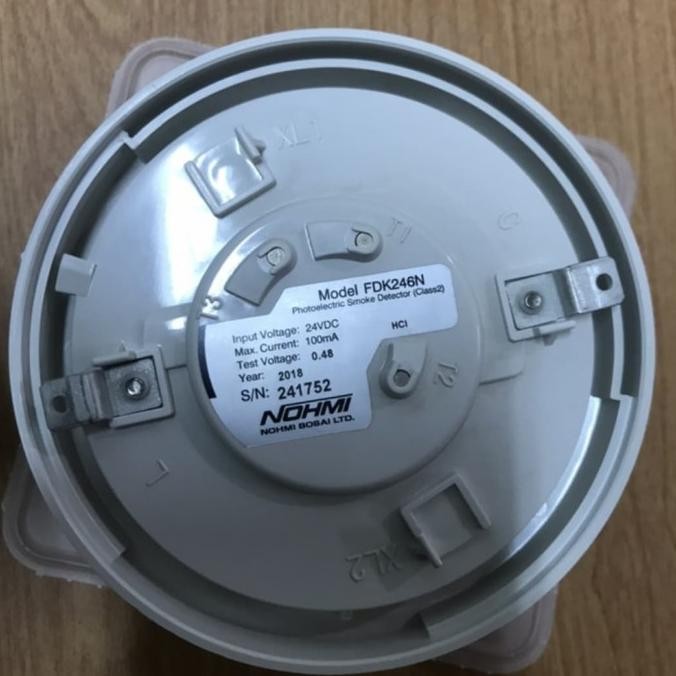 XL1
T1
T3
Model FDK246N
Photoelectric Smoke Detector (Class2)
Input Voltage: 24VDC
Max. Current: 100mA
Test Voltage: 0.48
Year: 2018
S/N: 241752
HCI
T2
NOHMI
NOHMI BOSAI LTD.
L
XL2